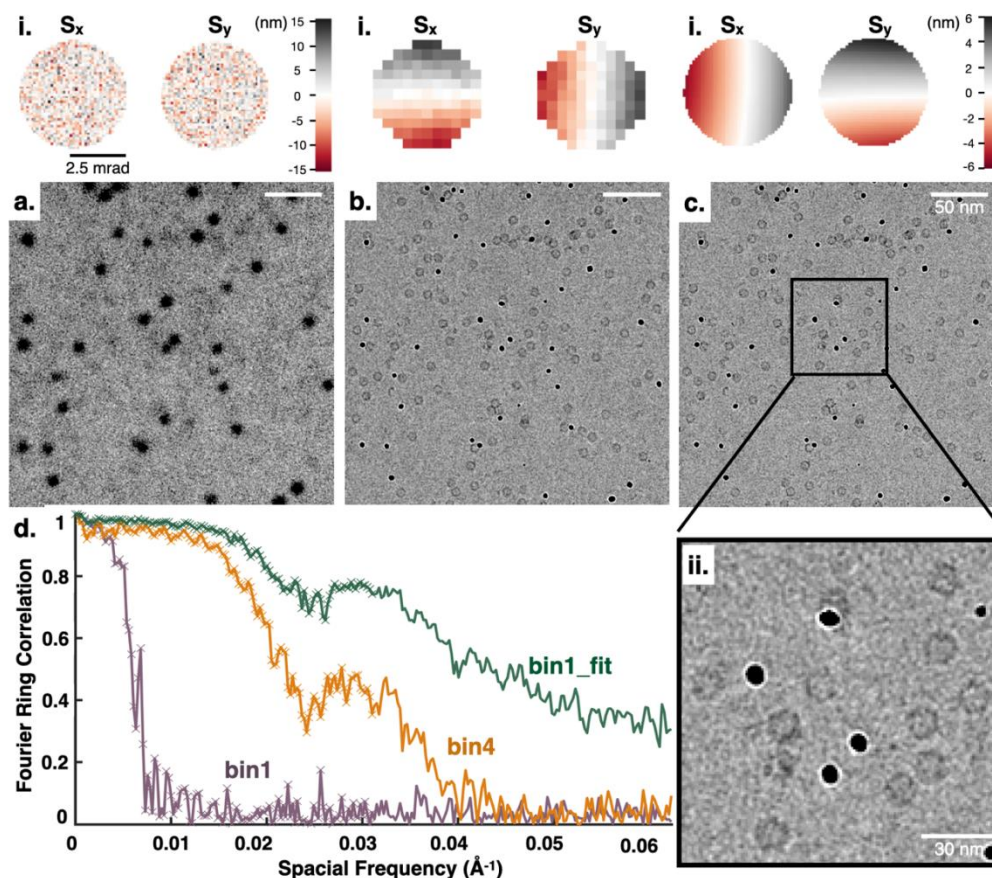 i. Sx Sy (nm) i. Sx Sy i. Sx Sy (nm)
15
10
5
0
-5
-10
-15
6
4
2
0
-2
-4
-6
2.5 mrad
a. b. c.
50 nm
d.
1
0.8
0.6
0.4
0.2
0
Fourier Ring Correlation
bin1_fit
bin4
bin1
0.01 0.02 0.03 0.04 0.05 0.06
Spacial Frequency (Å-1)
ii.
30 nm